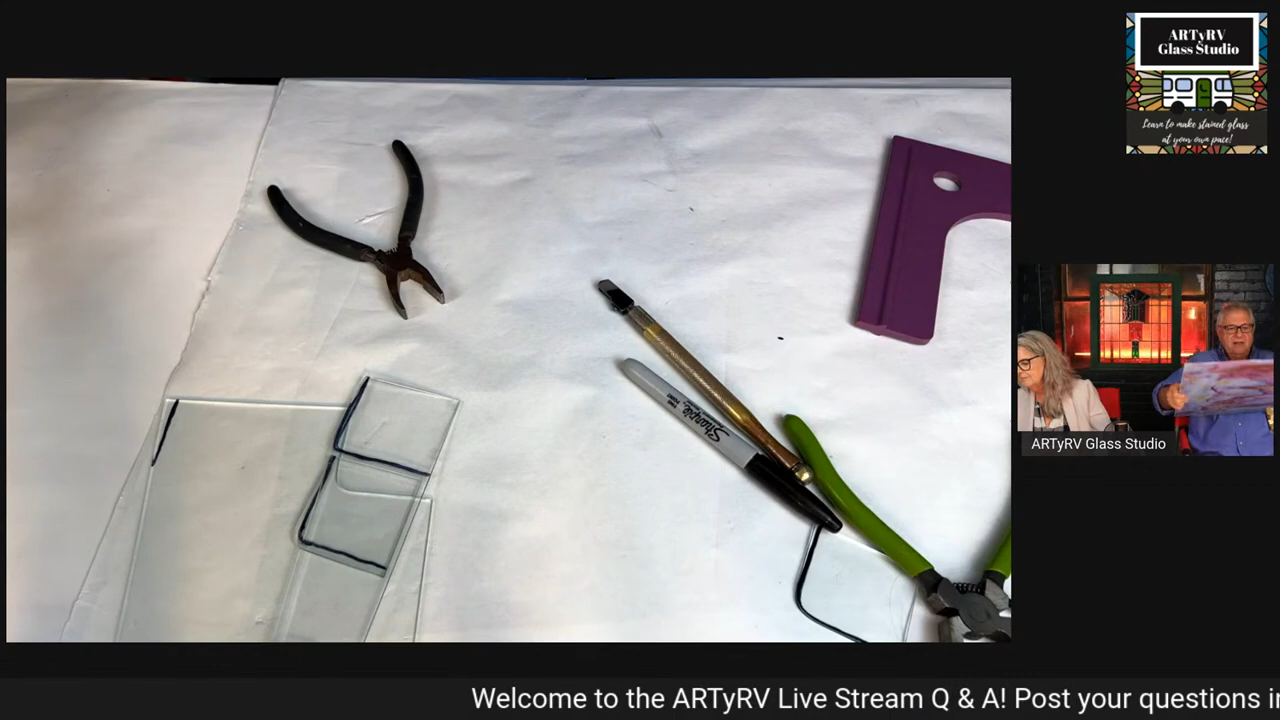 ARTyRV
Glass Studio
Learn to make stained glass
at your own pace!
Sharpie
ARTyRV Glass Studio
Welcome to the ARTyRV Live Stream Q & A! Post your questions i